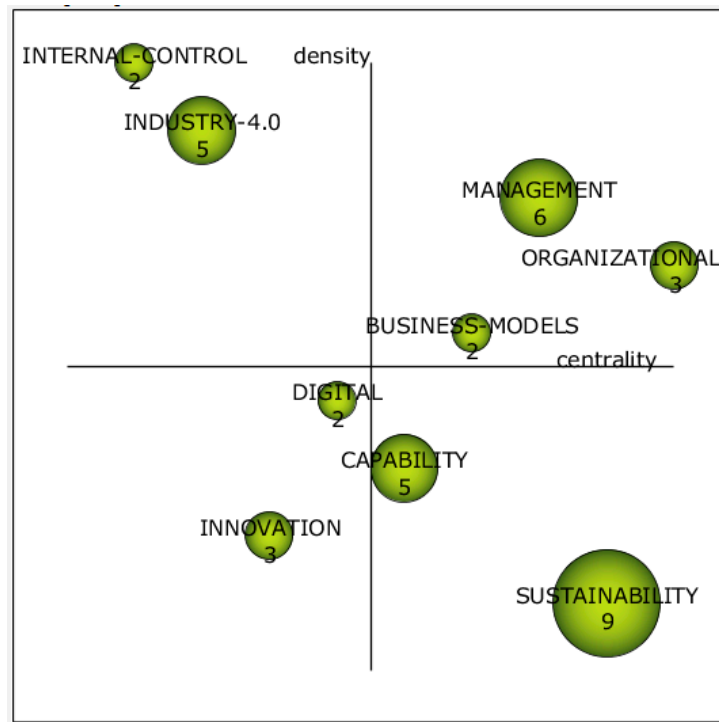 INTERNAL-CONTROL
2
density
INDUSTRY-4.0
5
MANAGEMENT
6
ORGANIZATIONAL
3
BUSINESS-MODELS
2
centrality
DIGITAL
2
CAPABILITY
5
INNOVATION
3
SUSTAINABILITY
9